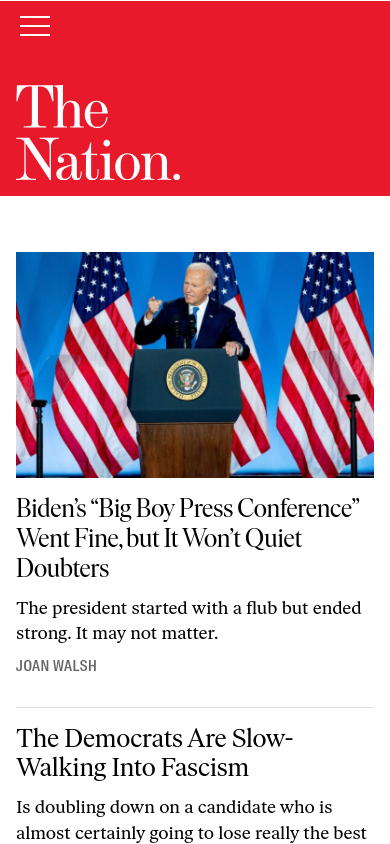 The
Nation.
Biden’s “Big Boy Press Conference”
Went Fine, but It Won’t Quiet
Doubters
The president started with a flub but ended
strong. It may not matter.
JOAN WALSH
The Democrats Are Slow-
Walking Into Fascism
Is doubling down on a candidate who is
almost certainly going to lose really the best